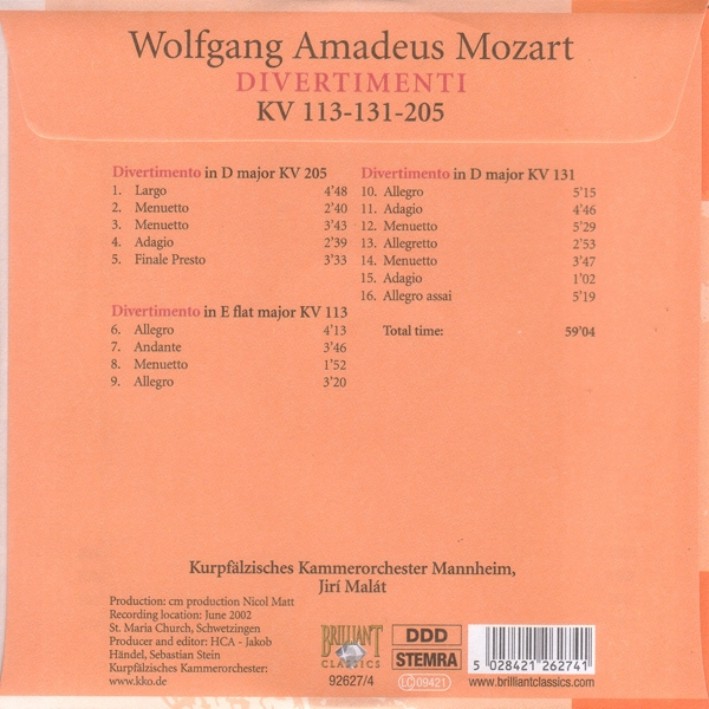 Wolfgang Amadeus Mozart
DIVERTIMENTI
KV 113-131-205
Divertimento in D major KV 205
1. Largo 4'48
2. Menuetto 2'40
3. Menuetto 3'43
4. Adagio 2'39
5. Finale Presto 3'33
Divertimento in E flat major KV 113
6. Allegro 4'13
7. Andante 3'46
8. Menuetto 1'52
9. Allegro 3'20
Divertimento in D major KV 131
10. Allegro 5'15
11. Adagio 4'46
12. Menuetto 5'29
13. Allegretto 2'53
14. Menuetto 3'47
15. Adagio 1'02
16. Allegro assai 5'19
Total time: 59'04
Kurpfälzisches Kammerorchester Mannheim,
Jirí Malát
Production: cm production Nicol Matt
Recording location: June 2002
St. Maria Church, Schwetzingen
Producer and editor: HCA - Jakob
Händel, Sebastian Stein
Kurpfälzisches Kammerorchester:
www.kko.de
BRILLIANT
CLASSICS
92627/4
DDD
STEMRA
LC 09421
5 028421 262741
www.brilliantclassics.com